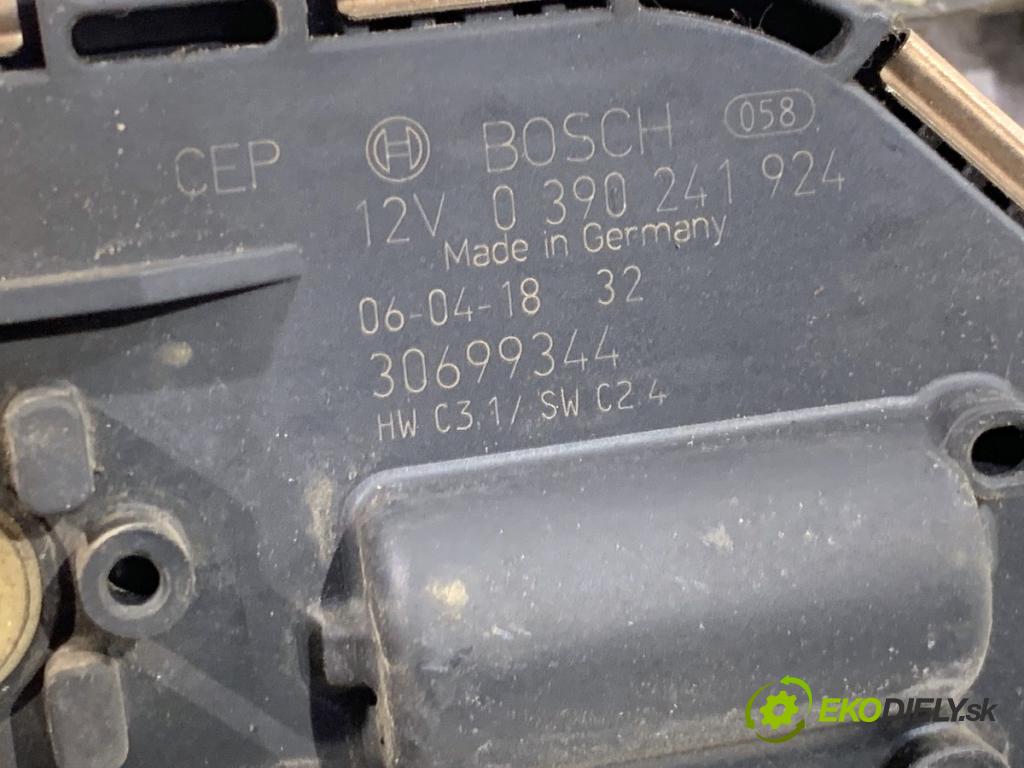 CEP BOSCH 058
12V 0 390 241 924
Made in Germany
06-04-18 32
30699344
HW C3.1/ SW C2 4
EKODIELY.sk